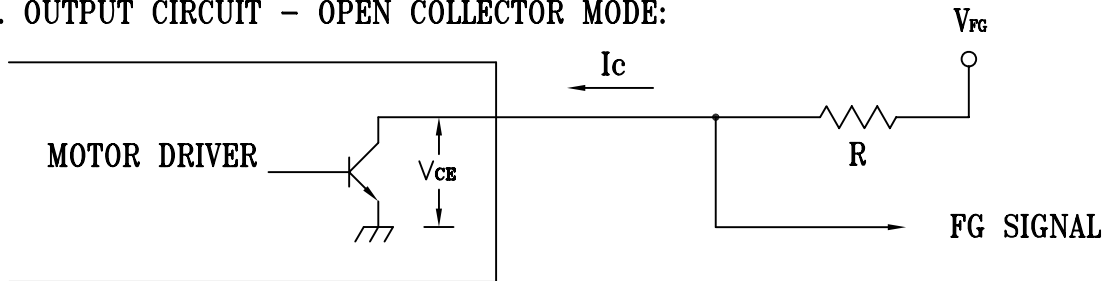 . OUTPUT CIRCUIT - OPEN COLLECTOR MODE:
VFG
Ic
MOTOR DRIVER
VCE
R
FG SIGNAL